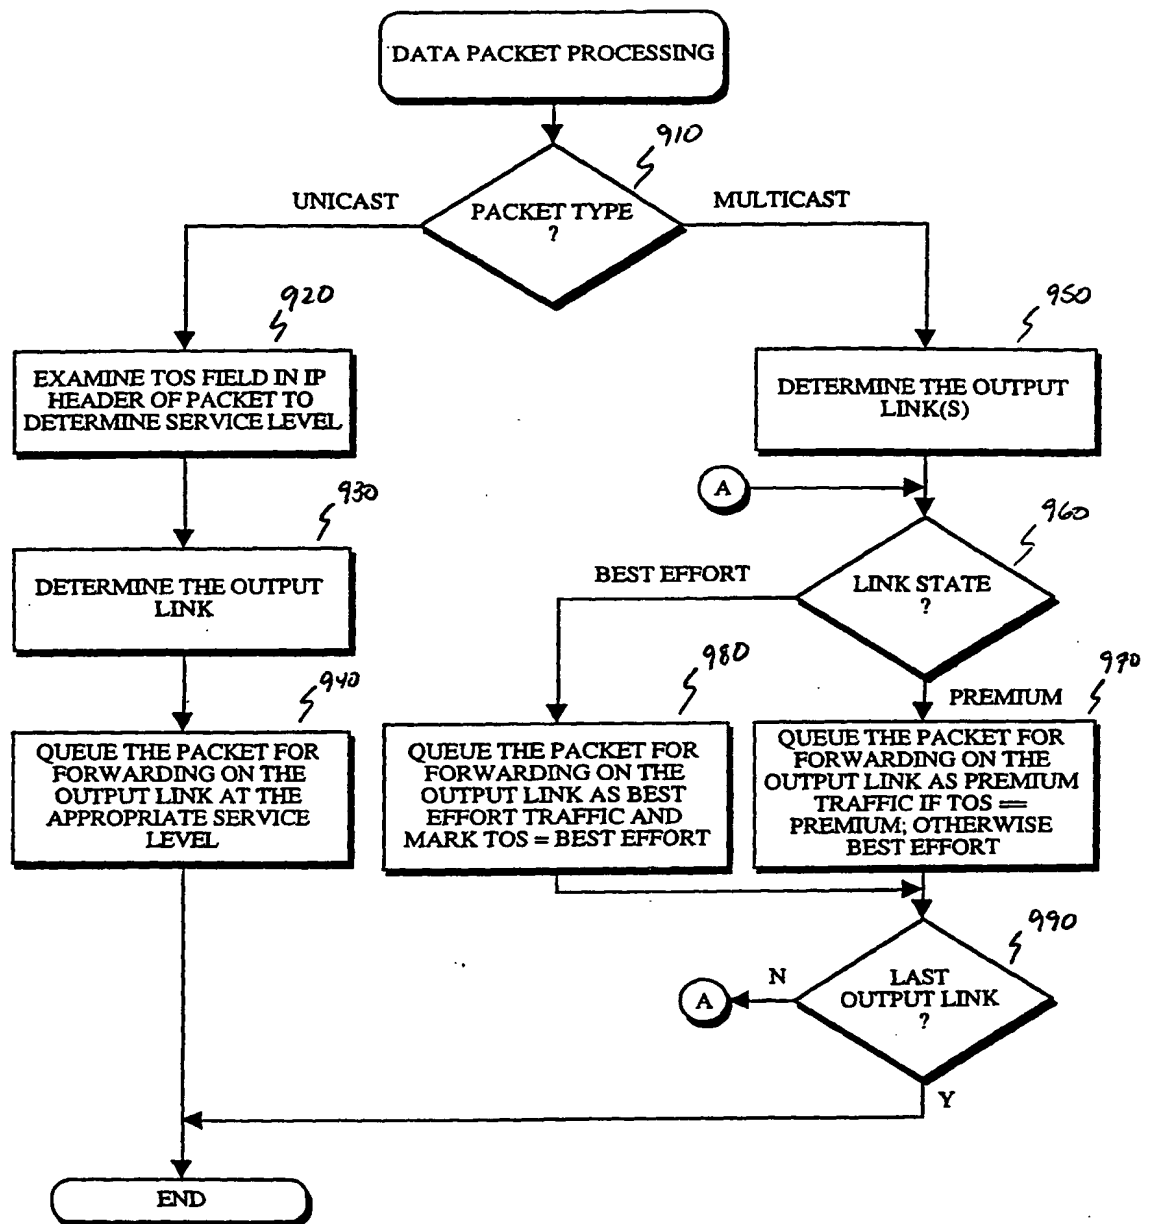 DATA PACKET PROCESSING
910
UNICAST
PACKET TYPE
?
MULTICAST
920
EXAMINE TOS FIELD IN IP
HEADER OF PACKET TO
DETERMINE SERVICE LEVEL
950
DETERMINE THE OUTPUT
LINK(S)
A
930
DETERMINE THE OUTPUT
LINK
960
BEST EFFORT
LINK STATE
?
940
QUEUE THE PACKET FOR
FORWARDING ON THE
OUTPUT LINK AT THE
APPROPRIATE SERVICE
LEVEL
980
QUEUE THE PACKET FOR
FORWARDING ON THE
OUTPUT LINK AS BEST
EFFORT TRAFFIC AND
MARK TOS = BEST EFFORT
PREMIUM
970
QUEUE THE PACKET FOR
FORWARDING ON THE
OUTPUT LINK AS PREMIUM
TRAFFIC IF TOS ==
PREMIUM; OTHERWISE
BEST EFFORT
990
A
N
LAST
OUTPUT LINK
?
Y
END